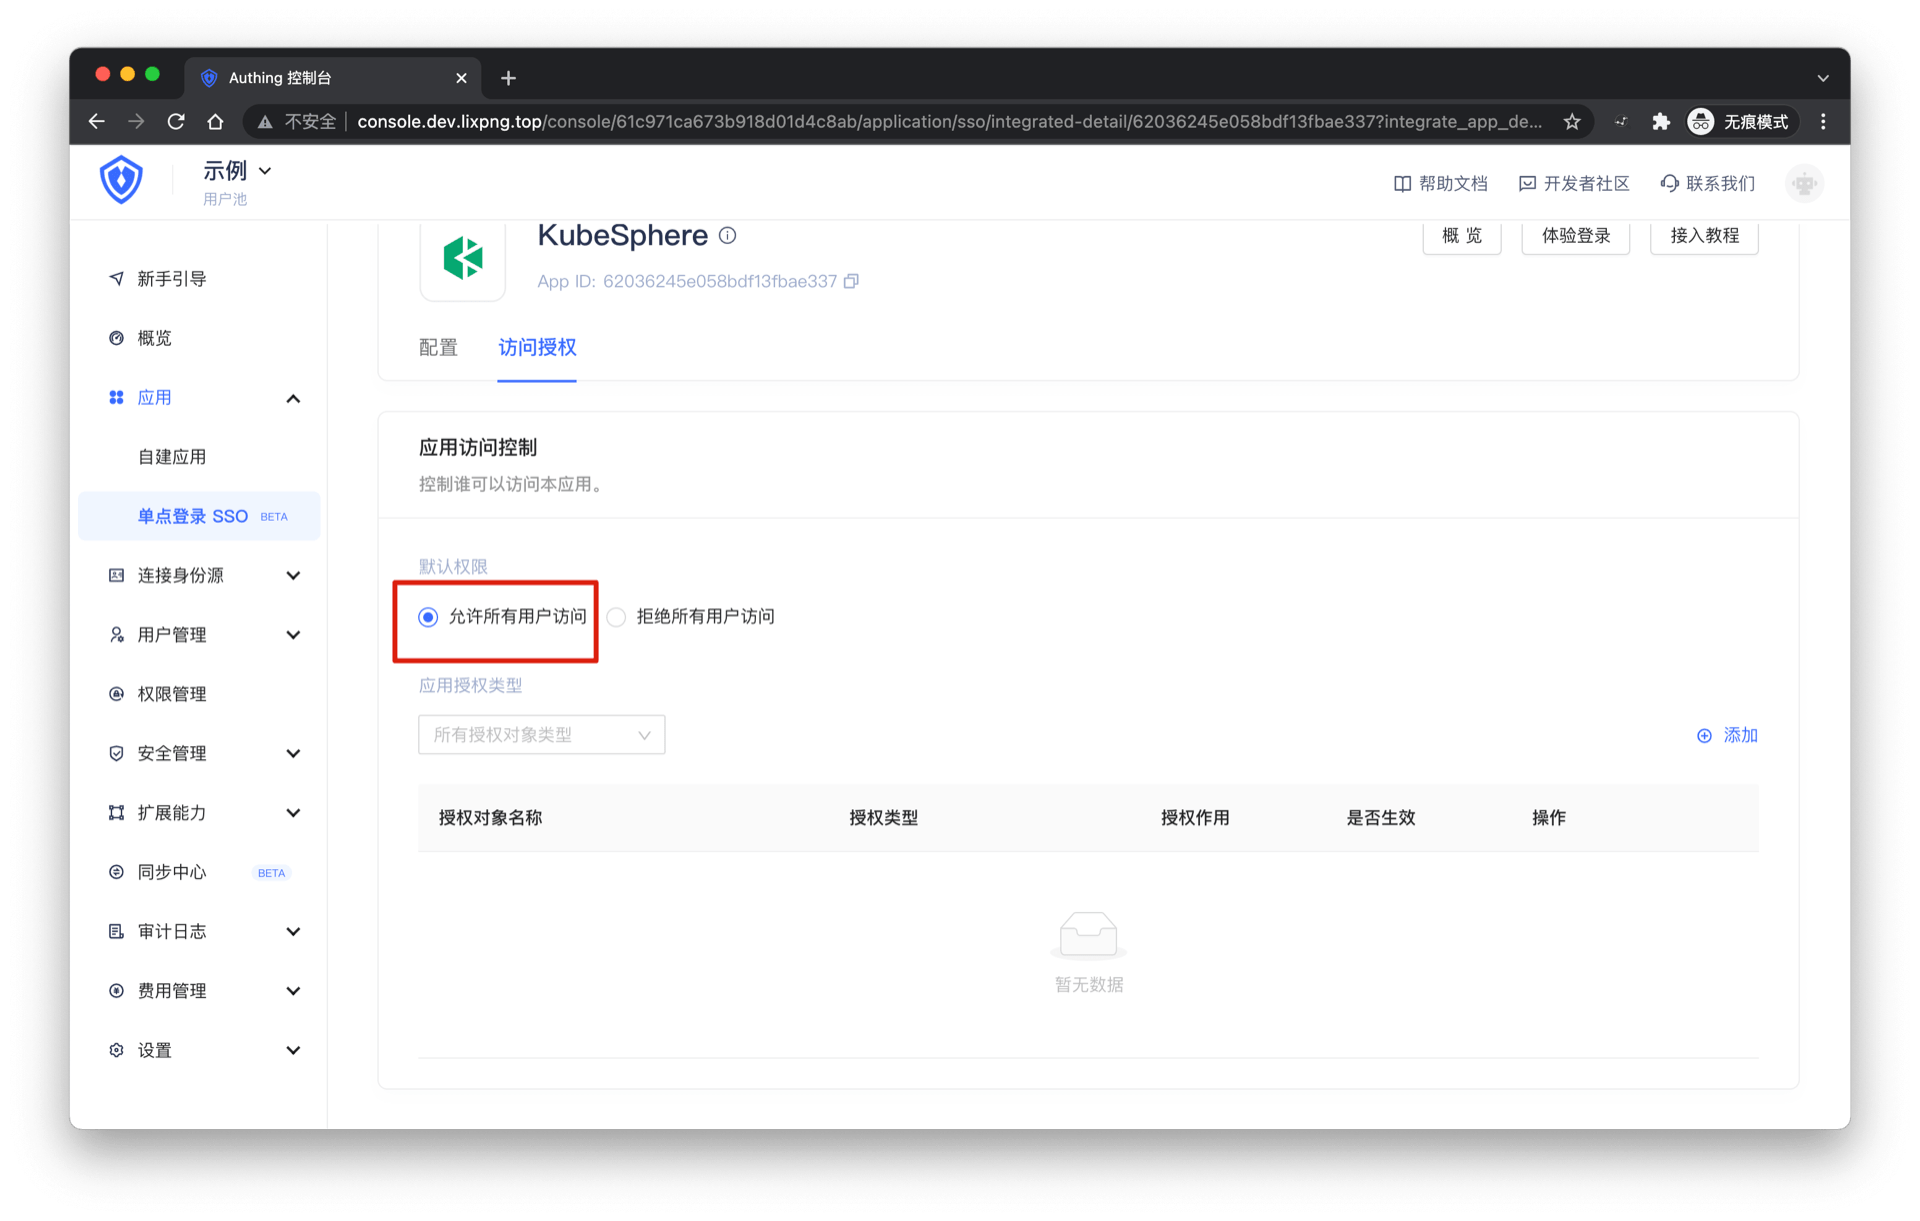 Authing 控制台
不安全 console.dev.lixpng.top/console/61c971ca673b918d01d4c8ab/application/sso/integrated-detail/62036245e058bdf13fbae337?integrate_app_de... 无痕模式
示例
用户池
帮助文档 开发者社区 联系我们
新手引导
概览
应用
自建应用
单点登录 SSO BETA
连接身份源
用户管理
权限管理
安全管理
扩展能力
同步中心 BETA
审计日志
费用管理
设置
KubeSphere
概 览 体验登录 接入教程
App ID: 62036245e058bdf13fbae337
配置 访问授权
应用访问控制
控制谁可以访问本应用。
默认权限
允许所有用户访问 拒绝所有用户访问
应用授权类型
所有授权对象类型 添加
授权对象名称 授权类型 授权作用 是否生效 操作
暂无数据